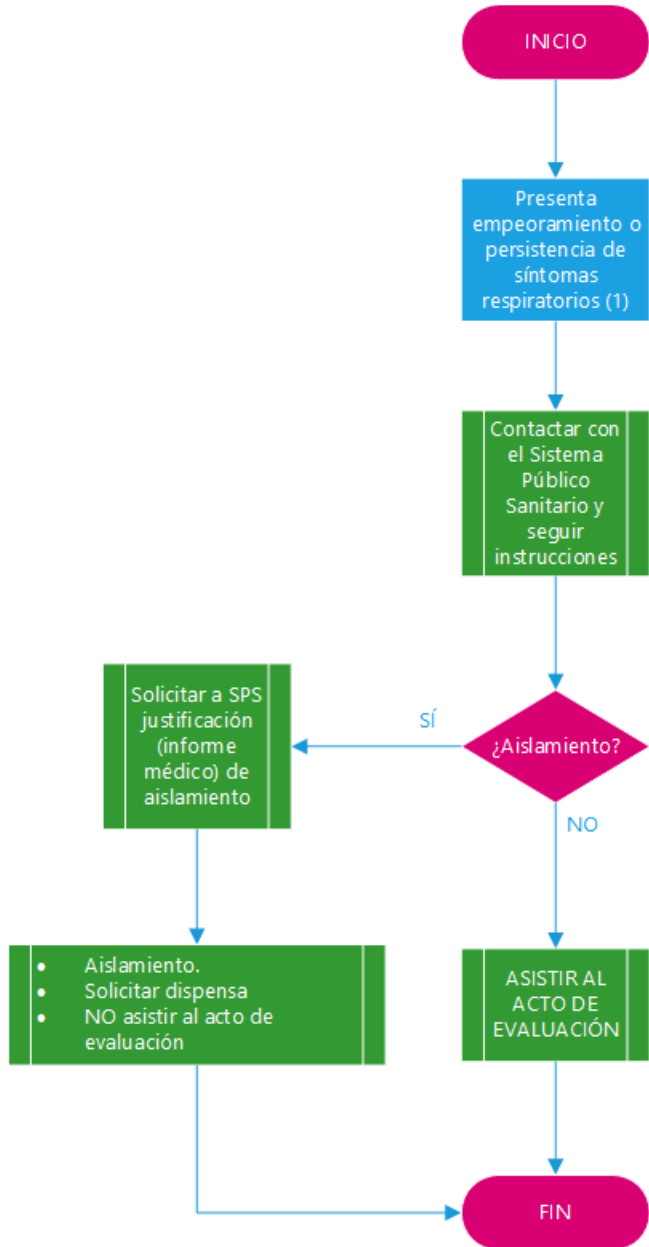 INICIO
Presenta
empeoramiento o
persistencia de
síntomas
respiratorios (1)
Contactar con
el Sistema
Público
Sanitario y
seguir
instrucciones
¿Aislamiento?
SÍ
NO
Solicitar a SPS
justificación
(informe
médico) de
aislamiento
• Aislamiento.
• Solicitar dispensa
• NO asistir al acto de
evaluación
ASISTIR AL
ACTO DE
EVALUACIÓN
FIN